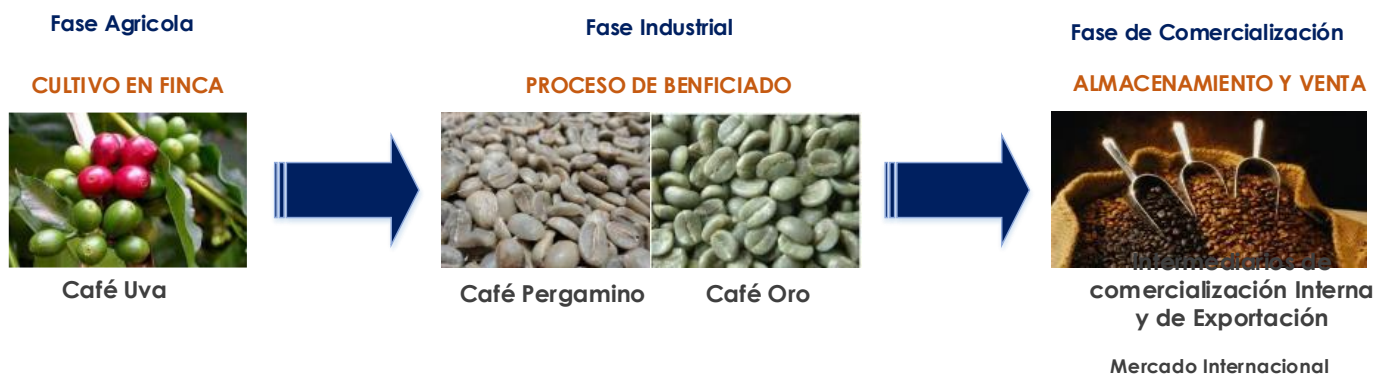 Fase Agricola
CULTIVO EN FINCA
Café Uva
Fase Industrial
PROCESO DE BENFICIADO
Café Pergamino
Café Oro
Fase de Comercialización
ALMACENAMIENTO Y VENTA
Intermediarios de
comercialización Interna
y de Exportación
Mercado Internacional